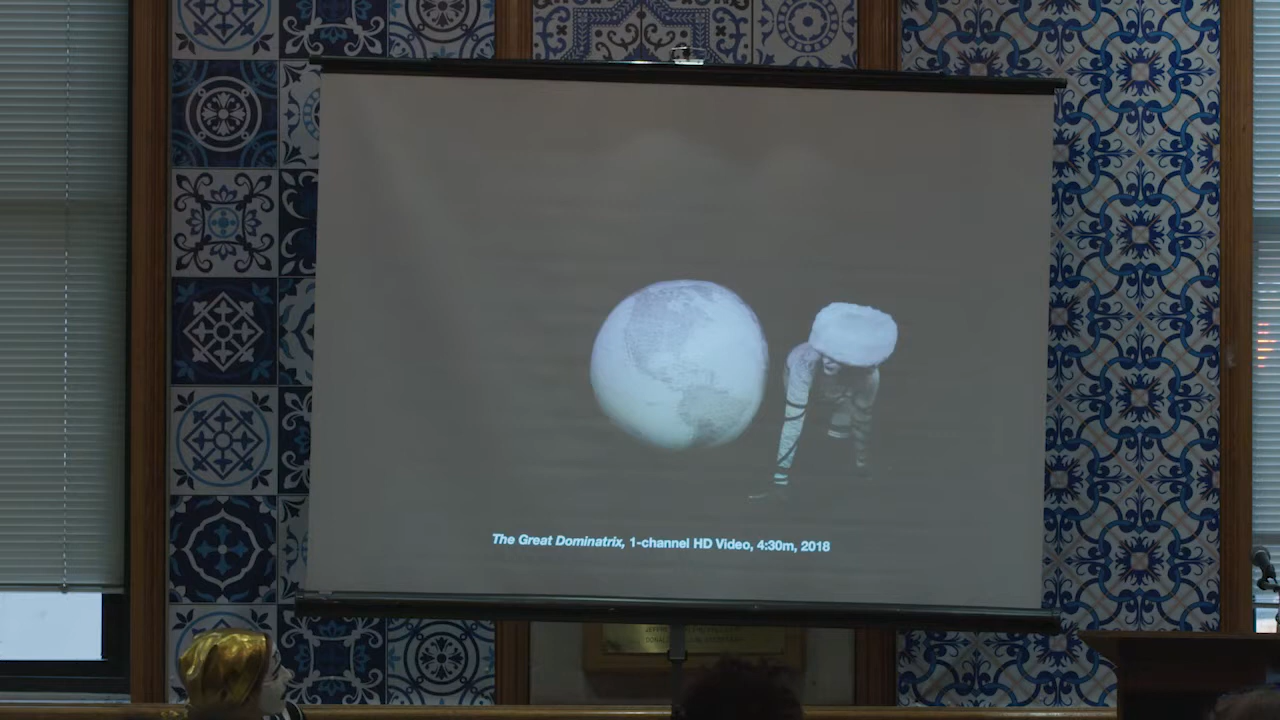 The Great Dominatrix, 1-channel HD Video, 4:30m, 2018